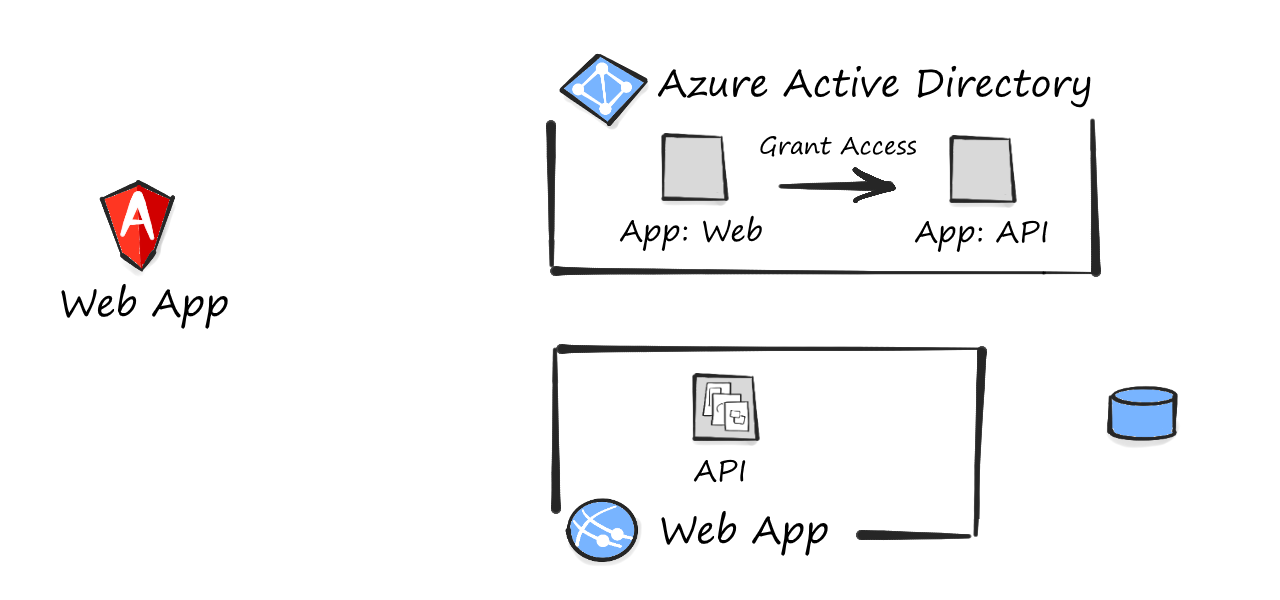 Azure Active Directory
Grant Access
App: Web
App: API
A
Web App
API
Web App